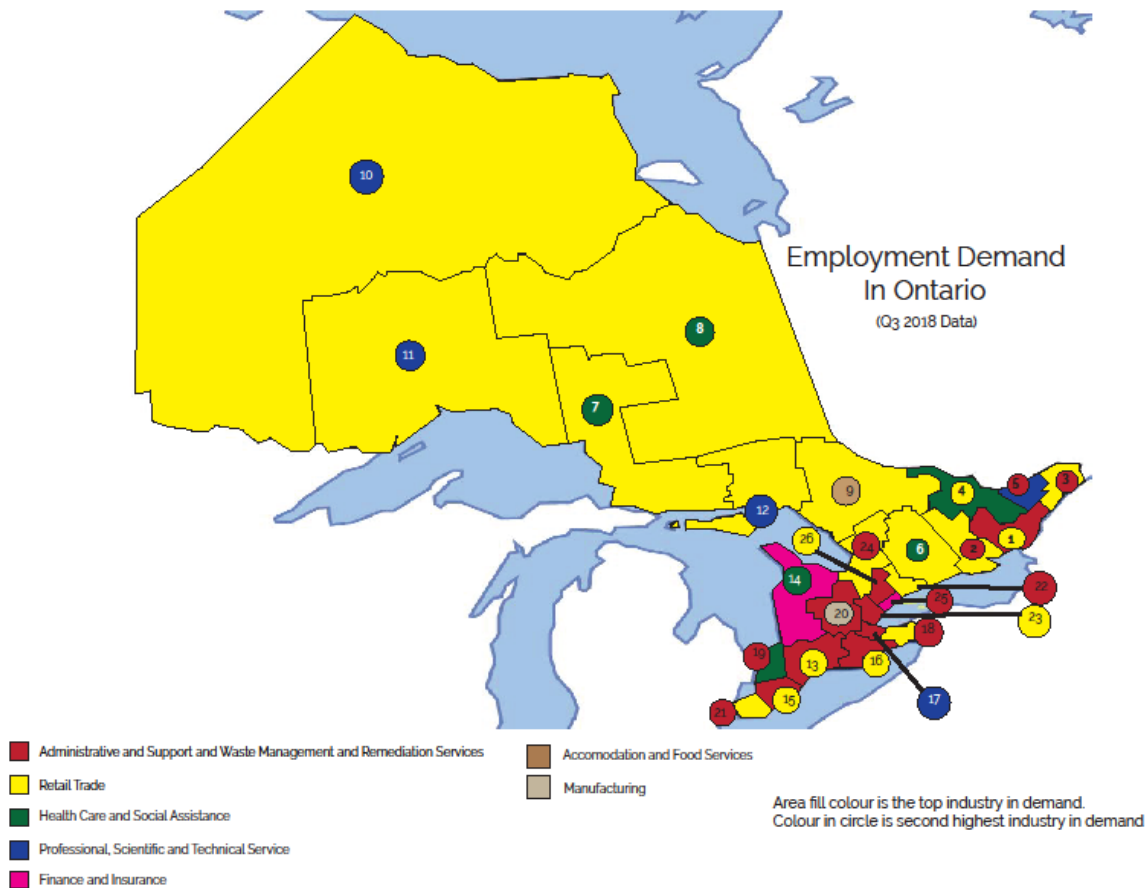 10
Employment Demand
In Ontario
(Q3 2018 Data)
8
11
7
9
4
5
3
12
26
24
6
2
1
14
25
22
20
23
19
13
16
18
17
21
15
Administrative and Support and Waste Management and Remediation Services
Retail Trade
Health Care and Social Assistance
Professional, Scientific and Technical Service
Finance and Insurance
Accomodation and Food Services
Manufacturing
Area fill colour is the top industry in demand.
Colour in circle is second highest industry in demand